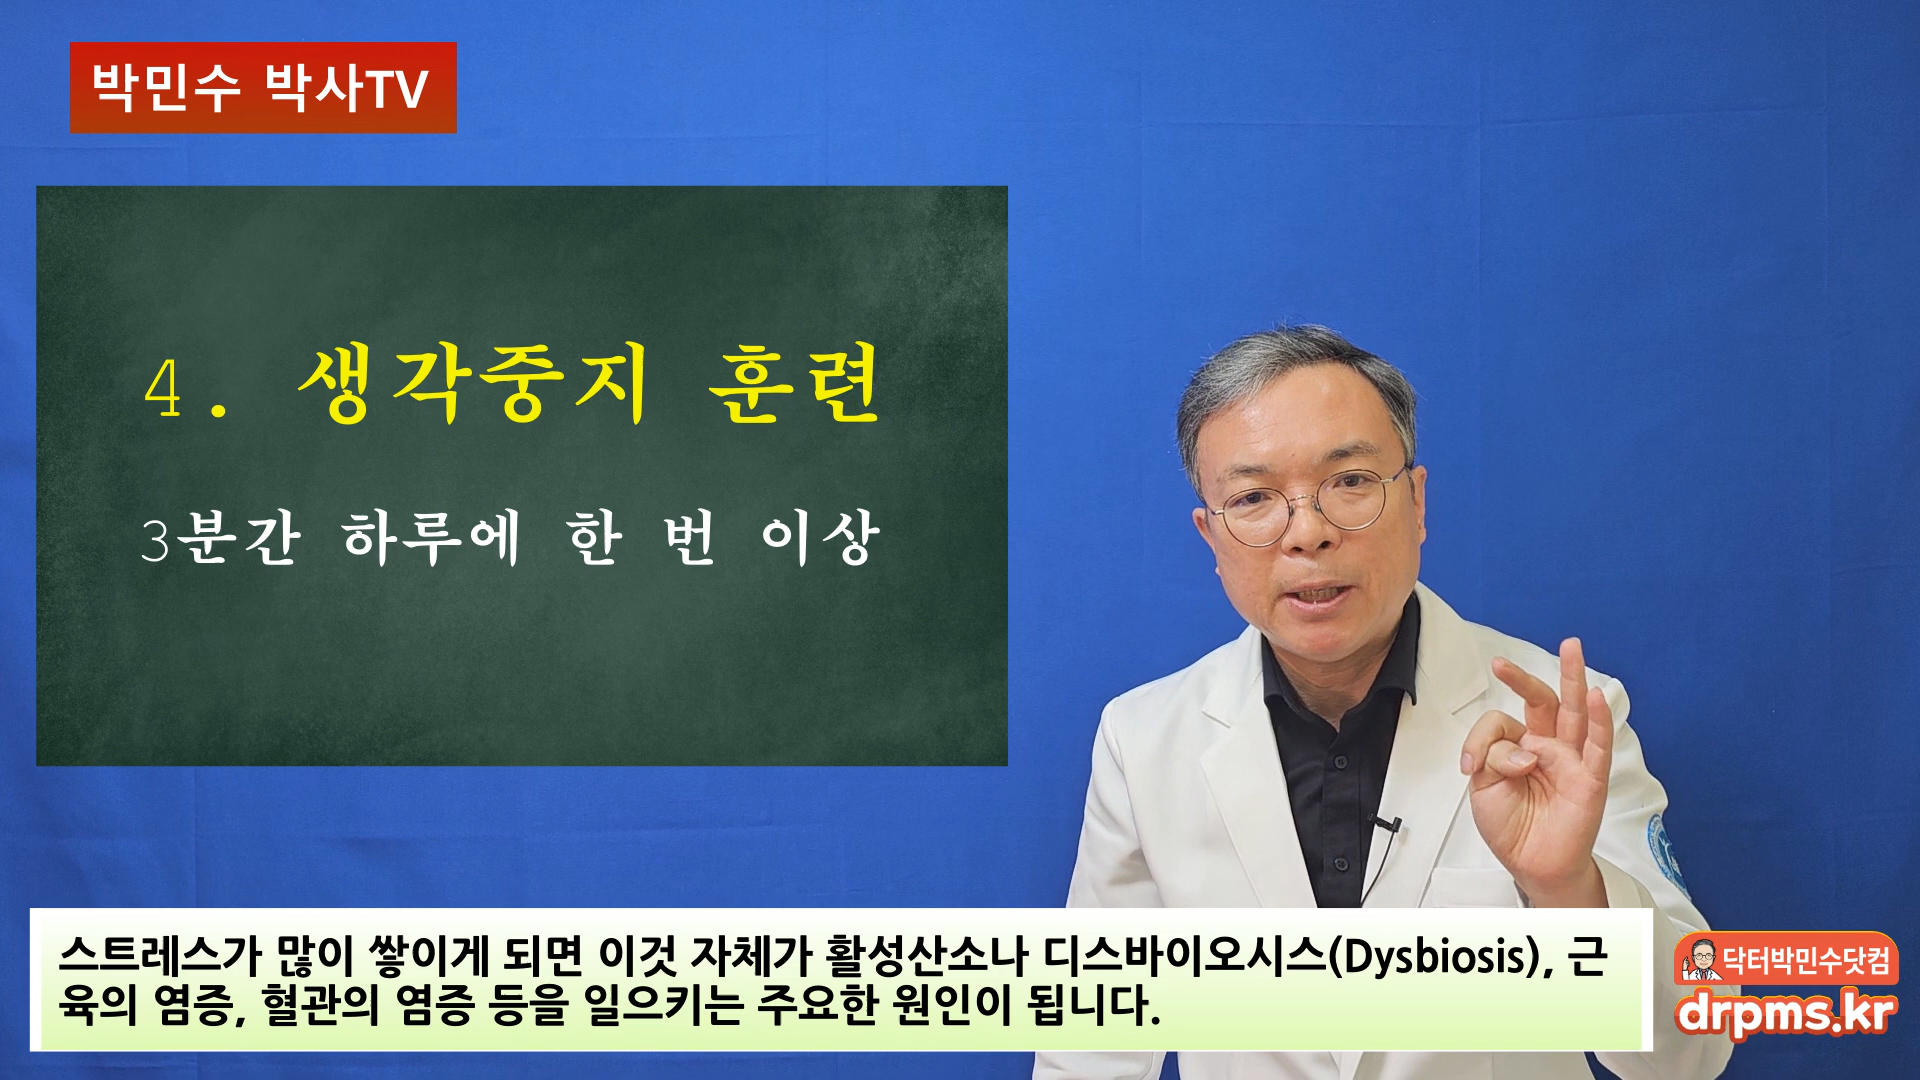 박민수 박사TV
4. 생각중지 훈련
3분간 하루에 한 번 이상
스트레스가 많이 쌓이게 되면 이것 자체가 활성산소나 디스바이오시스(Dysbiosis), 근
육의 염증, 혈관의 염증 등을 일으키는 주요한 원인이 됩니다.
닥터박민수닷컴
drpms.kr